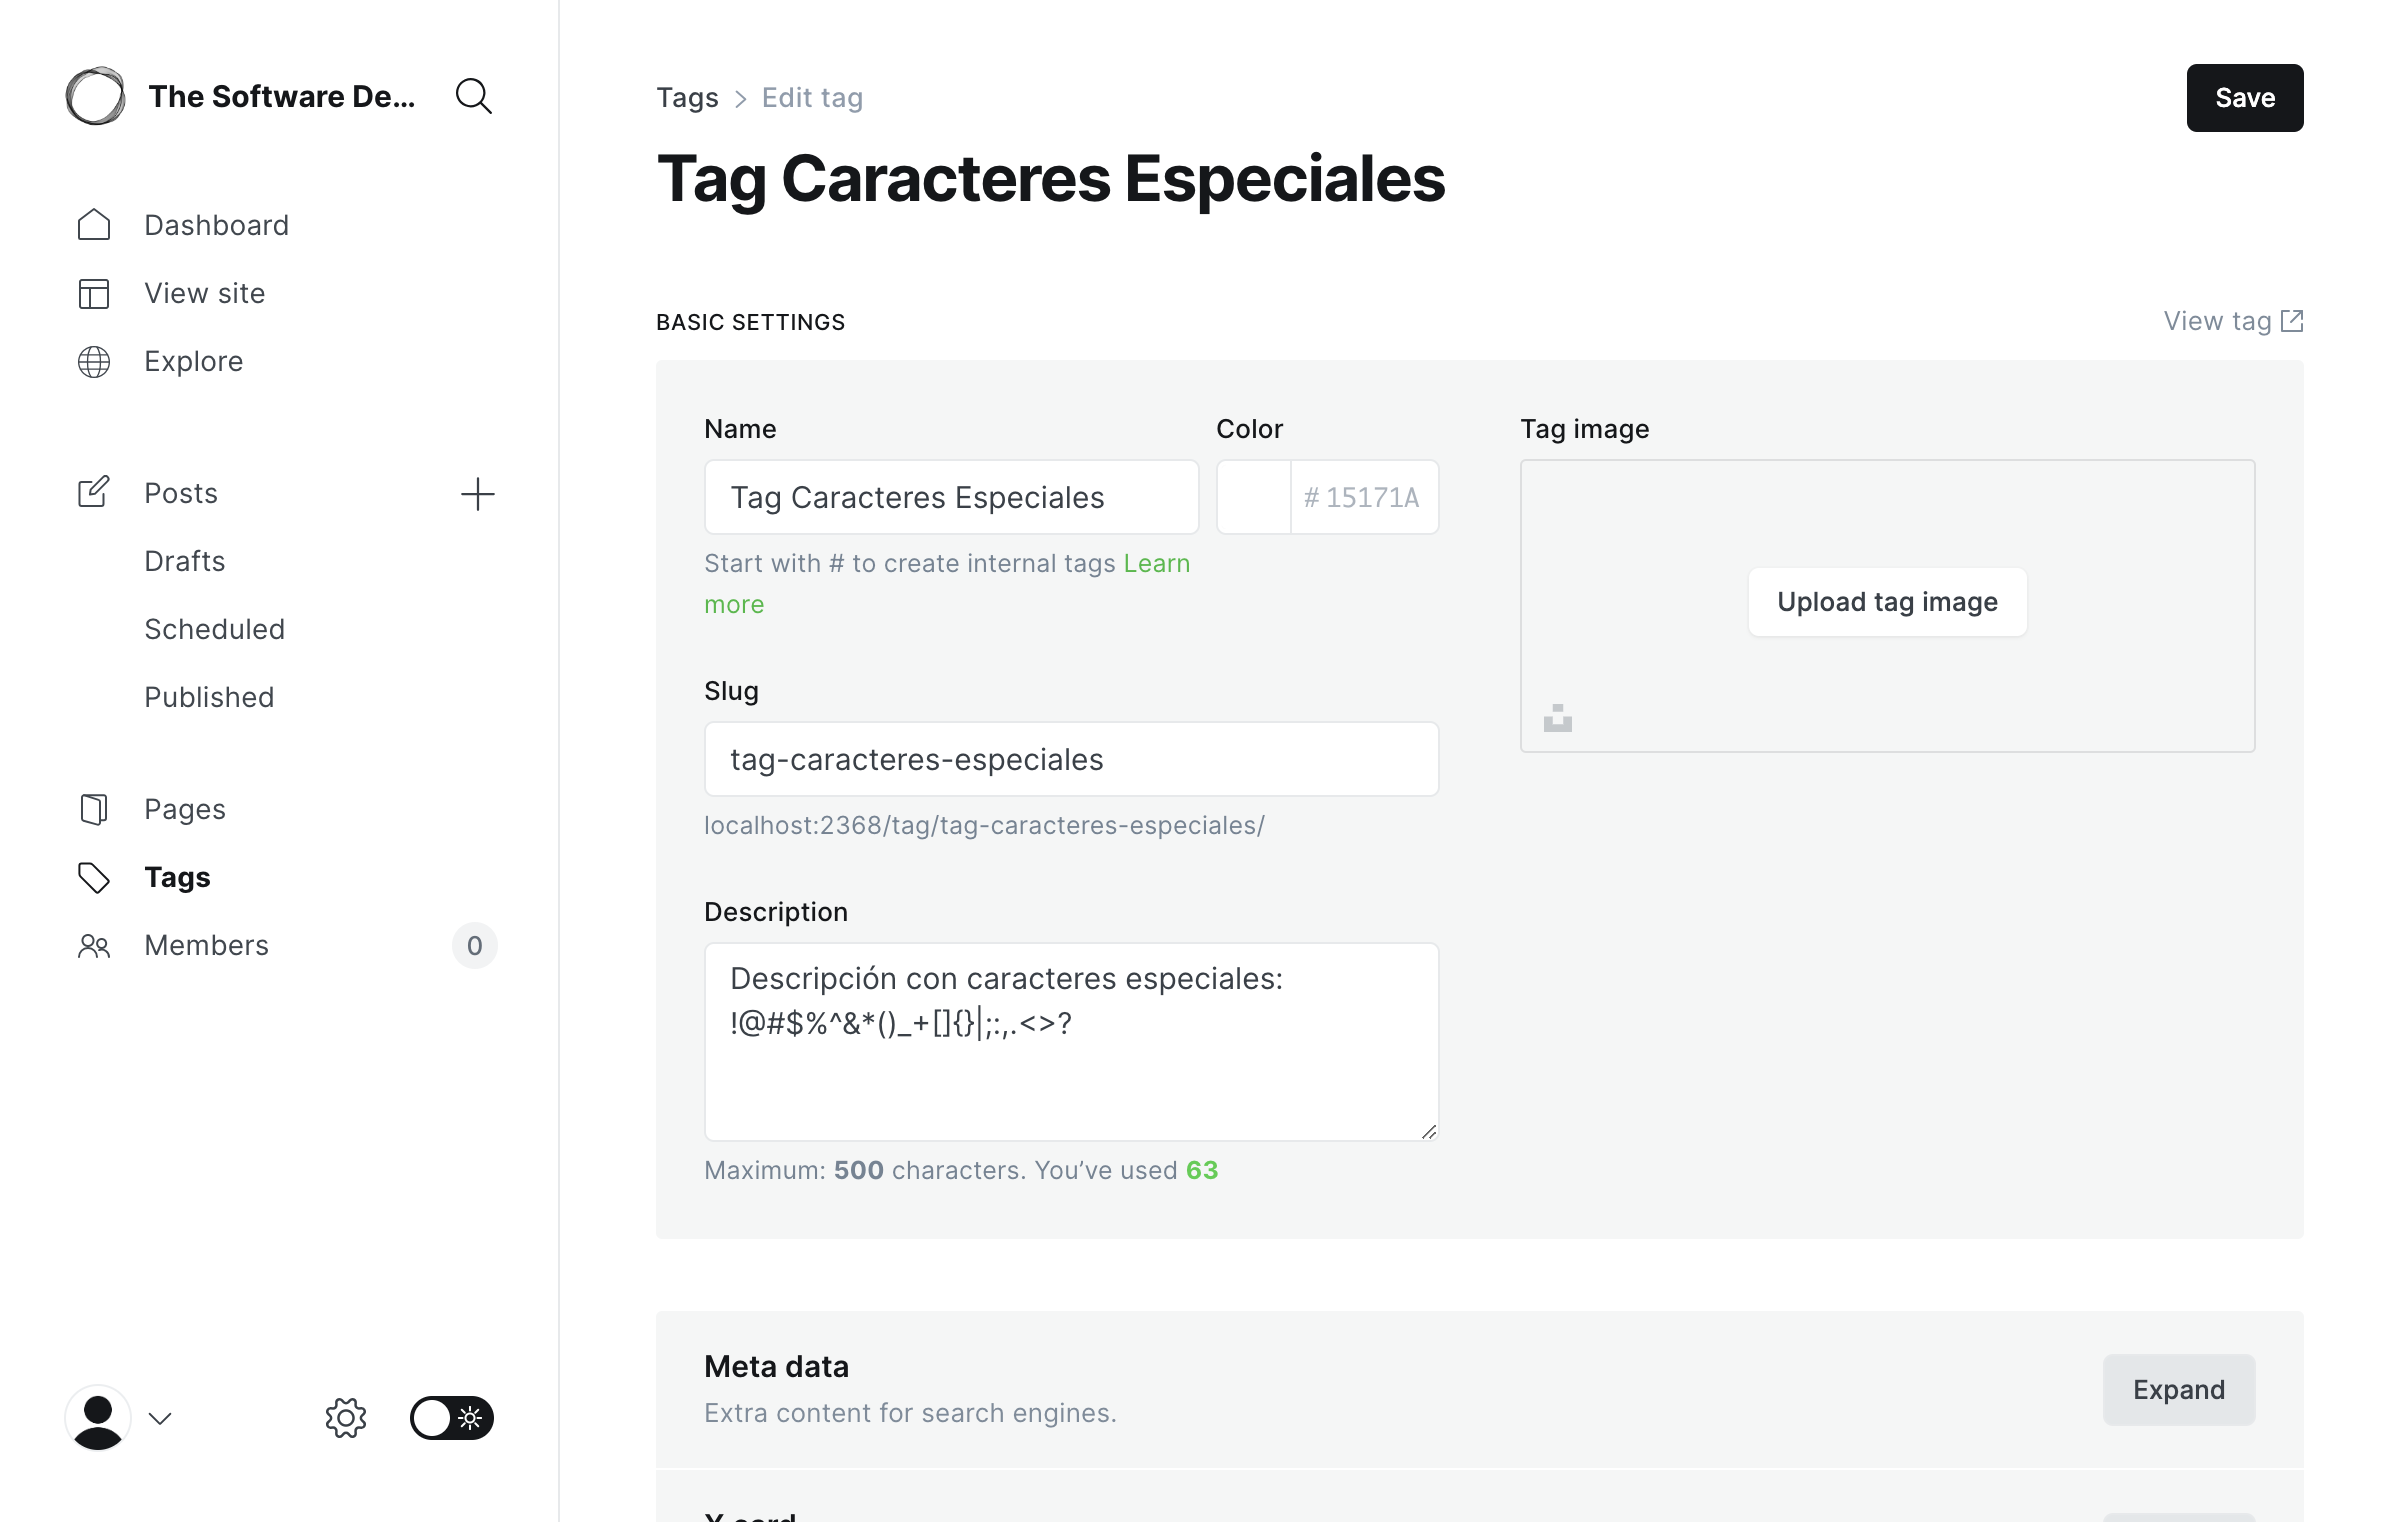 The Software De...
Dashboard
View site
Explore
Posts
Drafts
Scheduled
Published
Pages
Tags
Members
0
Tags > Edit tag
Save
Tag Caracteres Especiales
BASIC SETTINGS
View tag
Name
Tag Caracteres Especiales
Start with # to create internal tags Learn
more
Color
# 15171A
Slug
tag-caracteres-especiales
localhost:2368/tag/tag-caracteres-especiales/
Description
Descripción con caracteres especiales:
!@#$%^&*()_+[]{}|;:,.<>?
Maximum: 500 characters. You’ve used 63
Tag image
Upload tag image
Meta data
Extra content for search engines.
Expand
X card